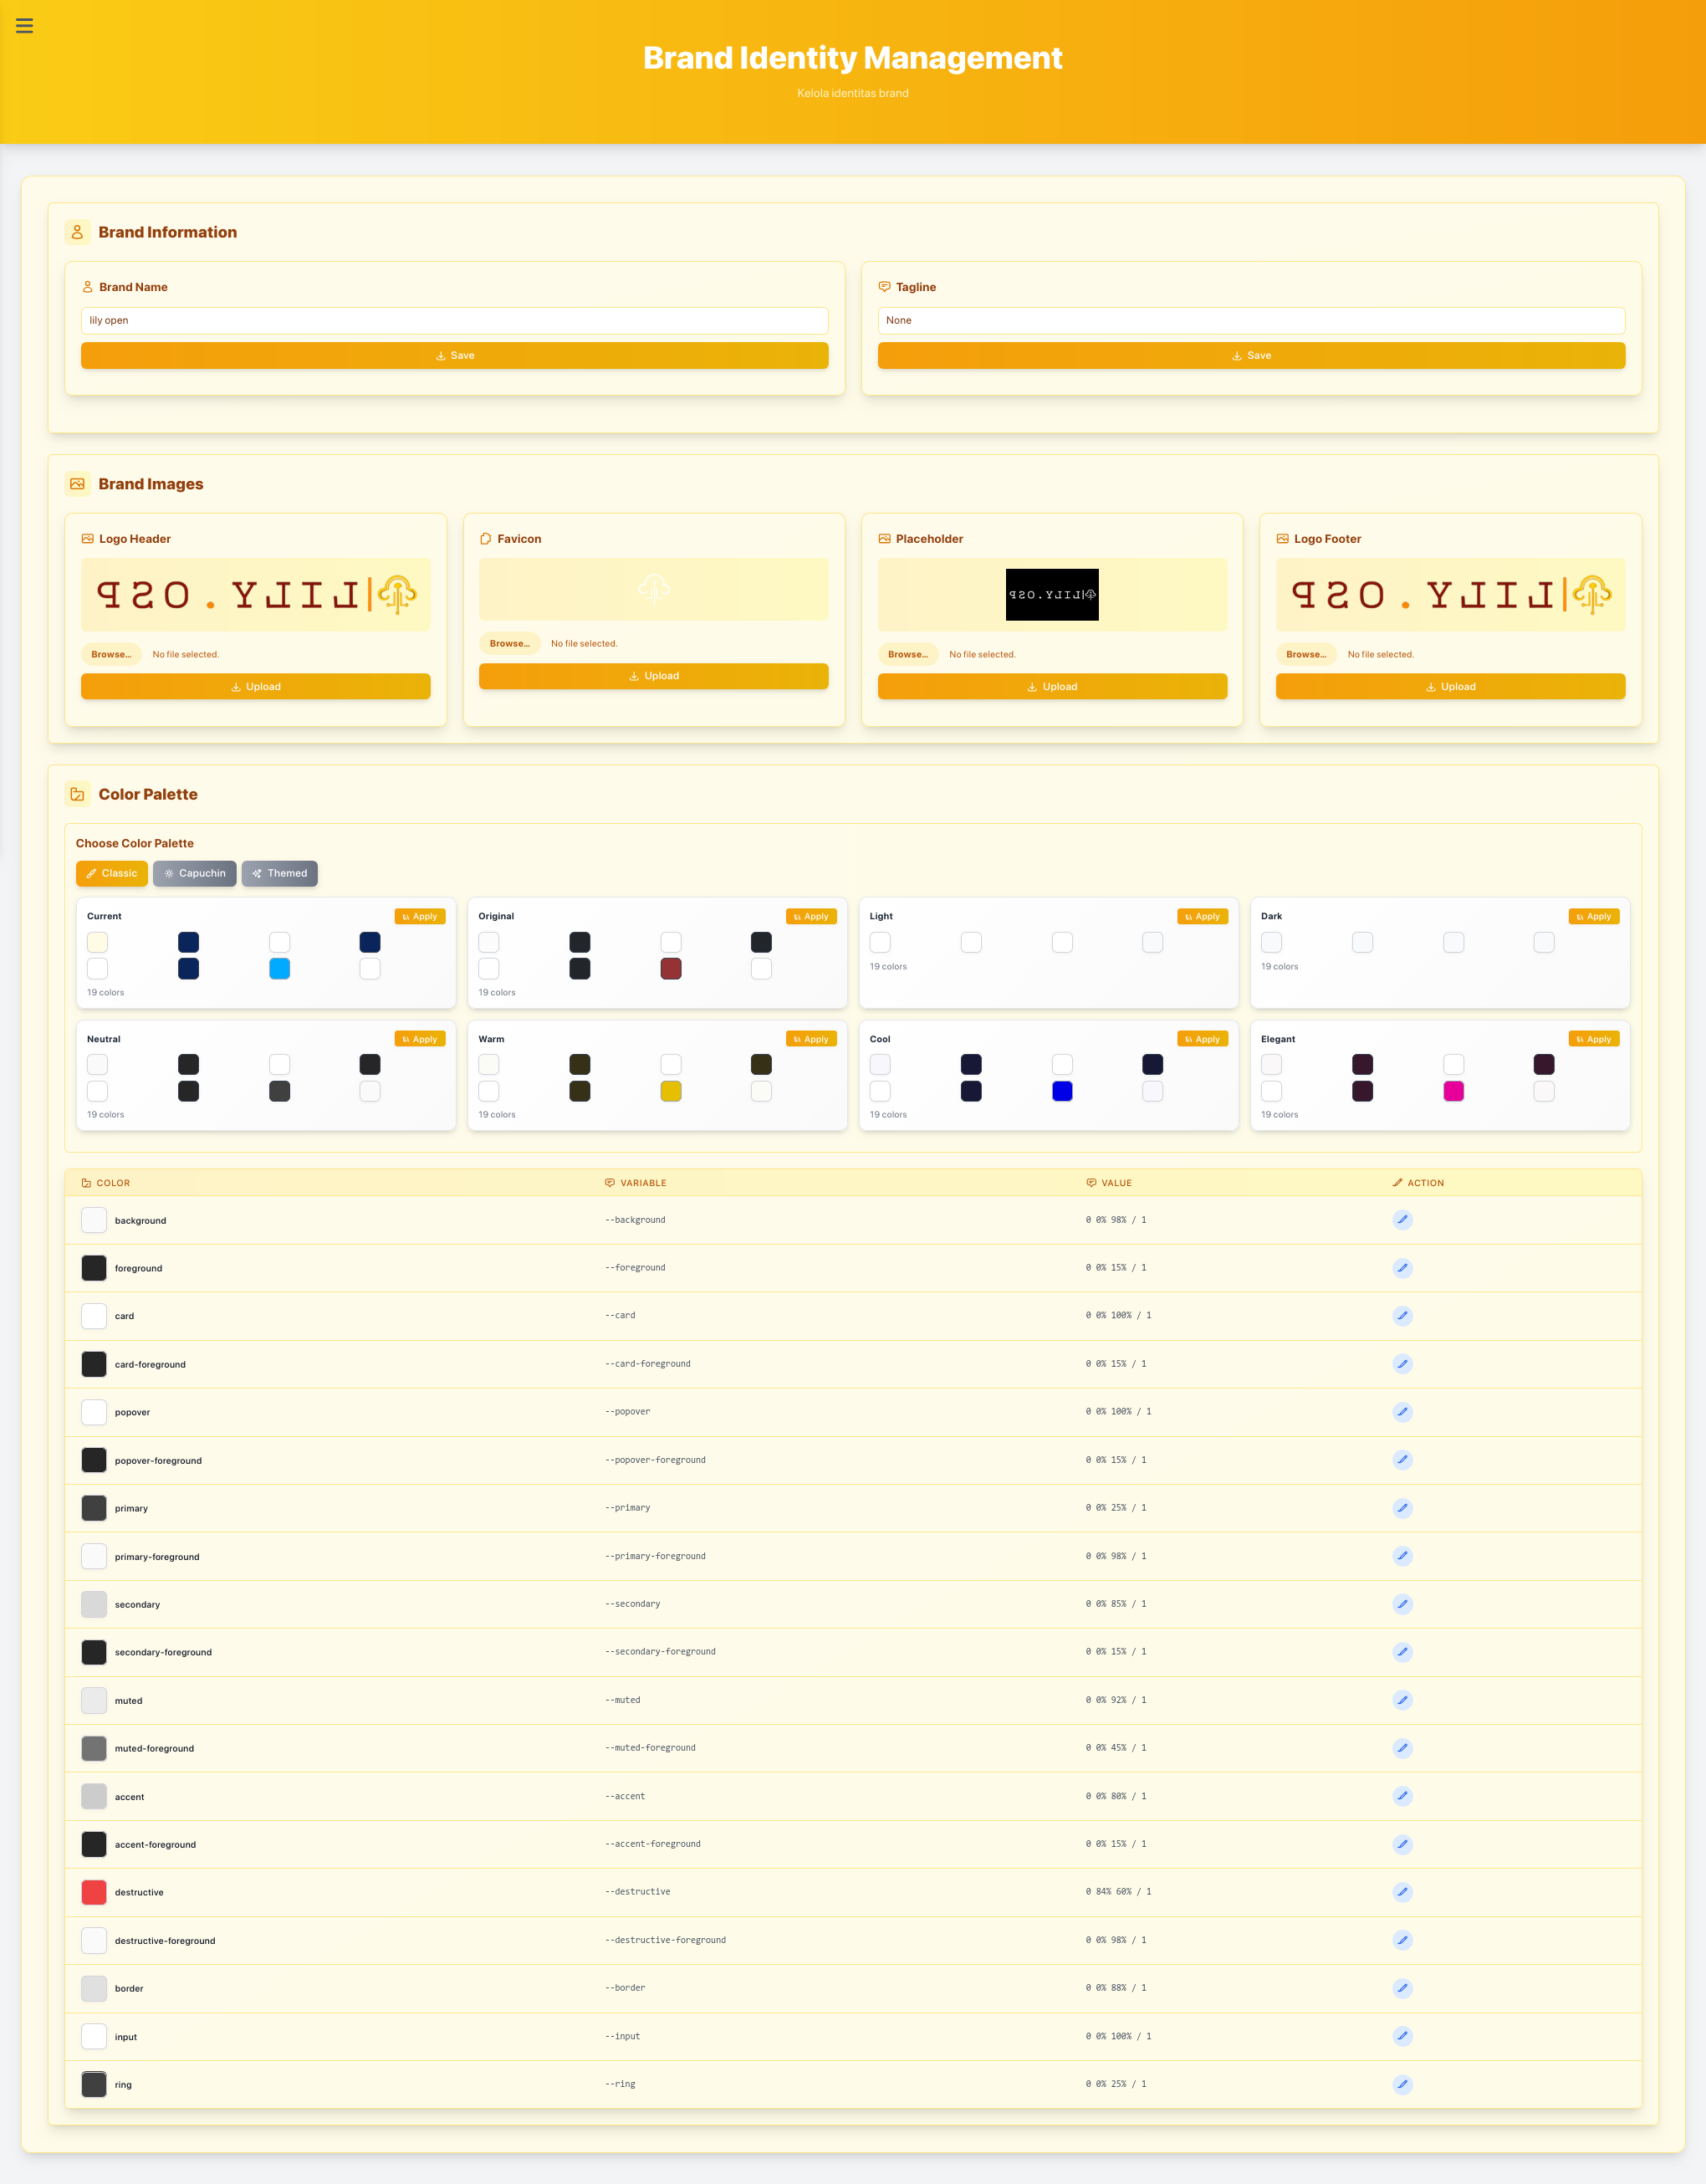 Brand Identity Management
Kelola identitas brand
Brand Information
Brand Name
lily open
Save
Tagline
None
Save
Brand Images
Logo Header
LILY.OSP
Browse... No file selected.
Upload
Favicon
Browse... No file selected.
Upload
Placeholder
LILY.OSP
Browse... No file selected.
Upload
Logo Footer
LILY.OSP
Browse... No file selected.
Upload
Color Palette
Choose Color Palette
Classic Capuchin Themed
Current Apply
19 colors
Original Apply
19 colors
Light Apply
19 colors
Dark Apply
19 colors
Neutral Apply
19 colors
Warm Apply
19 colors
Cool Apply
19 colors
Elegant Apply
19 colors
COLOR VARIABLE VALUE ACTION
background --background 0 0% 98% / 1
foreground --foreground 0 0% 15% / 1
card --card 0 0% 100% / 1
card-foreground --card-foreground 0 0% 15% / 1
popover --popover 0 0% 100% / 1
popover-foreground --popover-foreground 0 0% 15% / 1
primary --primary 0 0% 25% / 1
primary-foreground --primary-foreground 0 0% 98% / 1
secondary --secondary 0 0% 85% / 1
secondary-foreground --secondary-foreground 0 0% 15% / 1
muted --muted 0 0% 92% / 1
muted-foreground --muted-foreground 0 0% 45% / 1
accent --accent 0 0% 80% / 1
accent-foreground --accent-foreground 0 0% 15% / 1
destructive --destructive 0 84% 60% / 1
destructive-foreground --destructive-foreground 0 0% 98% / 1
border --border 0 0% 88% / 1
input --input 0 0% 100% / 1
ring --ring 0 0% 25% / 1